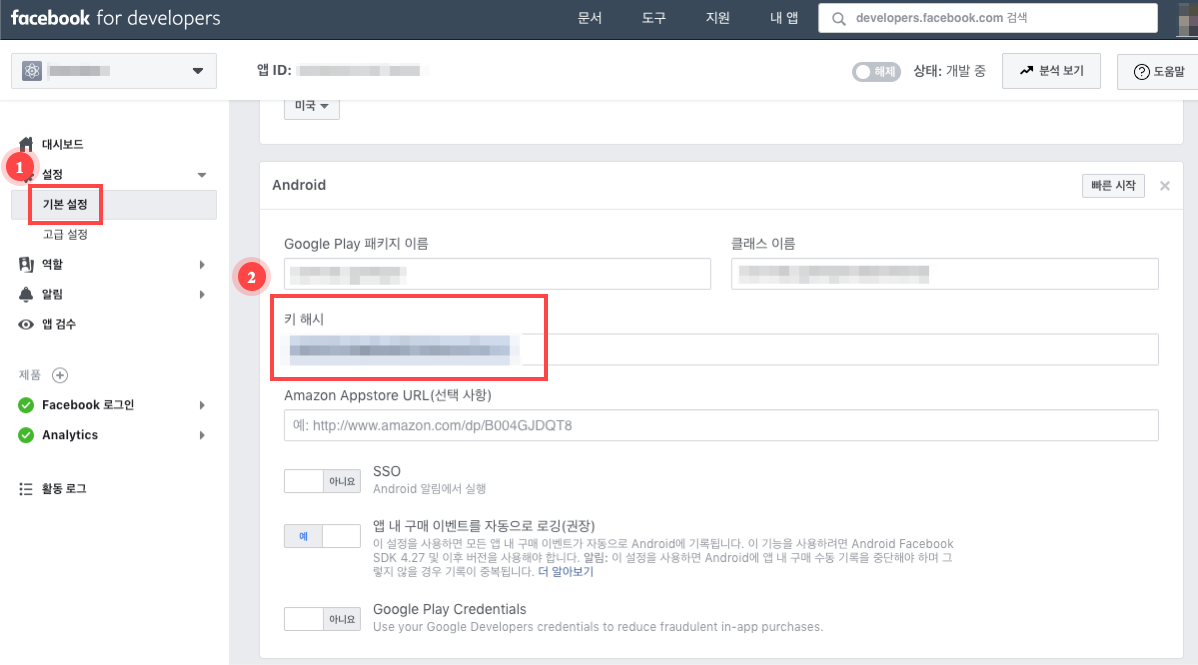 facebook for developers
문서
도구
지원
내 앱
developers.facebook.com 검색
앱 ID:
해제
상태: 개발 중
분석 보기
도움말
미국
대시보드
1
설정
기본 설정
고급 설정
역할
알림
앱 검수
제품
Facebook 로그인
Analytics
활동 로그
Android
빠른 시작
Google Play 패키지 이름
클래스 이름
2
키 해시
Amazon Appstore URL(선택 사항)
예: http://www.amazon.com/dp/B004GJDQT8
아니요
SSO
Android 알림에서 실행
예
앱 내 구매 이벤트를 자동으로 로깅(권장)
이 설정을 사용하면 모든 앱 내 구매 이벤트가 자동으로 Android에 기록됩니다. 이 기능을 사용하려면 Android Facebook
SDK 4.27 및 이후 버전을 사용해야 합니다. 알림: 이 설정을 사용하면 Android에 앱 내 구매 수동 기록을 중단해야 하며 그
렇지 않을 경우 기록이 중복됩니다. 더 알아보기
아니요
Google Play Credentials
Use your Google Developers credentials to reduce fraudulent in-app purchases.